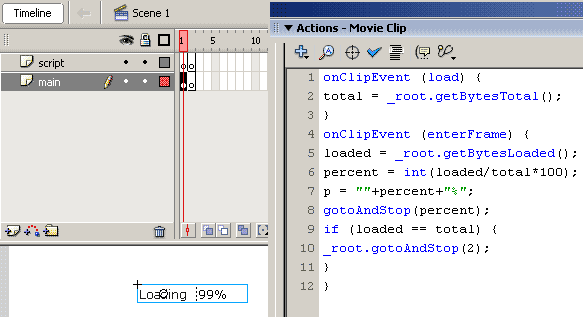 Timeline
Scene 1
1 5 10
script
main
Loading 99%
Actions - Movie Clip
1 onClipEvent (load) {
2 total = _root.getBytesTotal();
3 }
4 onClipEvent (enterFrame) {
5 loaded = _root.getBytesLoaded();
6 percent = int(loaded/total*100);
7 p = ""+percent+"%";
8 gotoAndStop(percent);
9 if (loaded == total) {
10 _root.gotoAndStop(2);
11 }
12 }